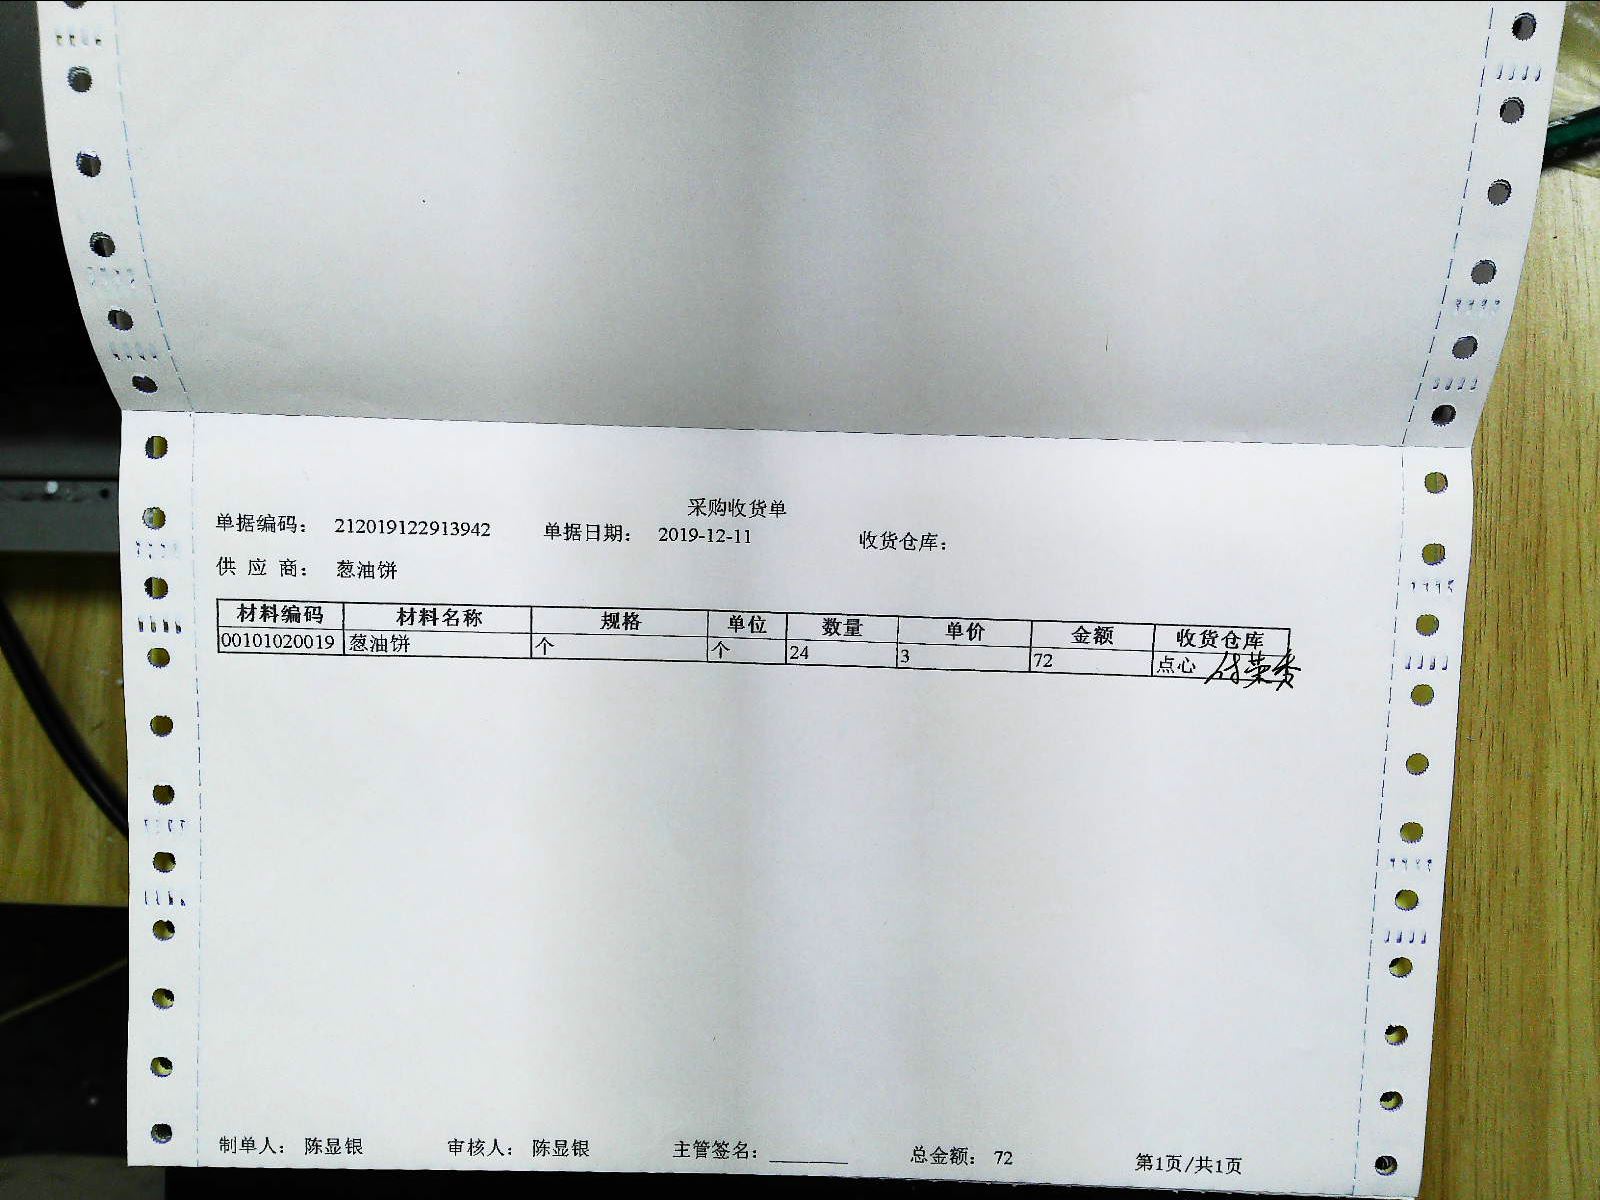 采购收货单
单据编码： 212019122913942 单据日期： 2019-12-11 收货仓库：
供 应 商： 葱油饼
材料编码 材料名称 规格 单位 数量 单价 金额 收货仓库
00101020019 葱油饼 个 个 24 3 72 点心
制单人： 陈显银 审核人： 陈显银 主管签名： 总金额： 72 第1页/共1页